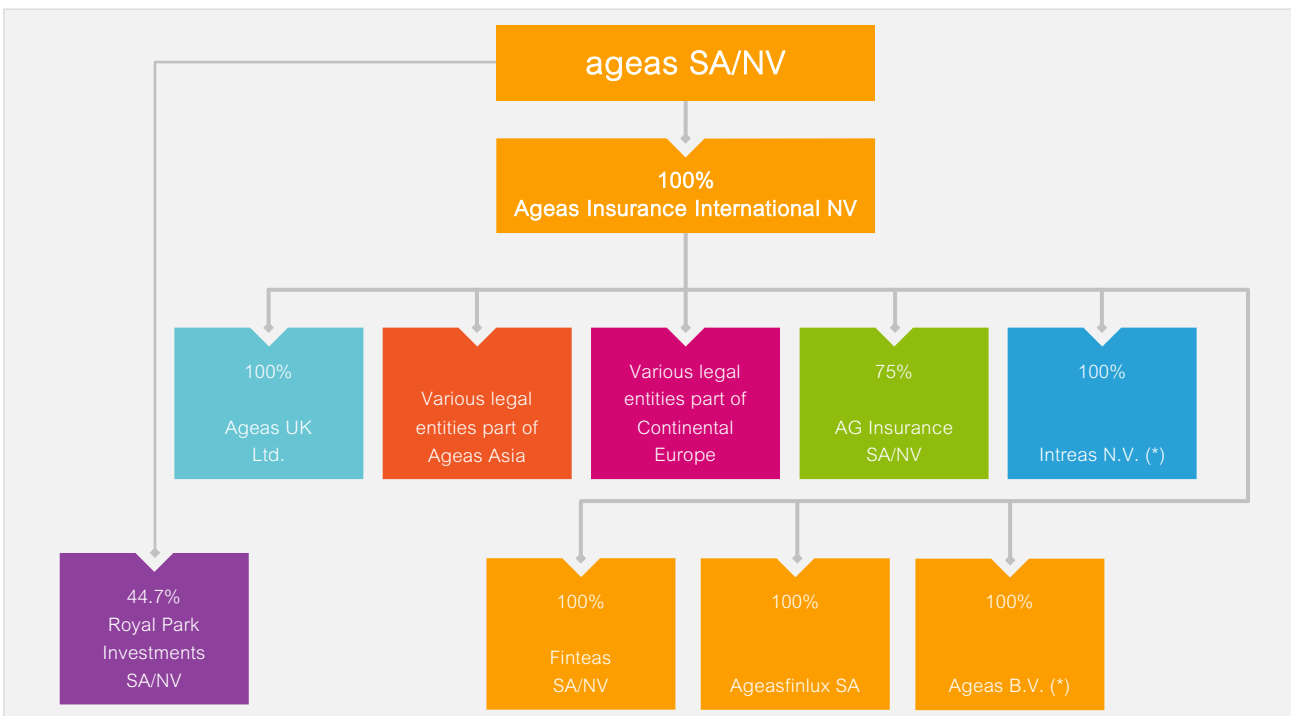 ageas SA/NV
100%
Ageas Insurance International NV
100%
Ageas UK
Ltd.
Various legal
entities part of
Ageas Asia
Various legal
entities part of
Continental
Europe
75%
AG Insurance
SA/NV
100%
Intreas N.V. (*)
44.7%
Royal Park
Investments
SA/NV
100%
Finteas
SA/NV
100%
Ageasfinlux SA
100%
Ageas B.V. (*)